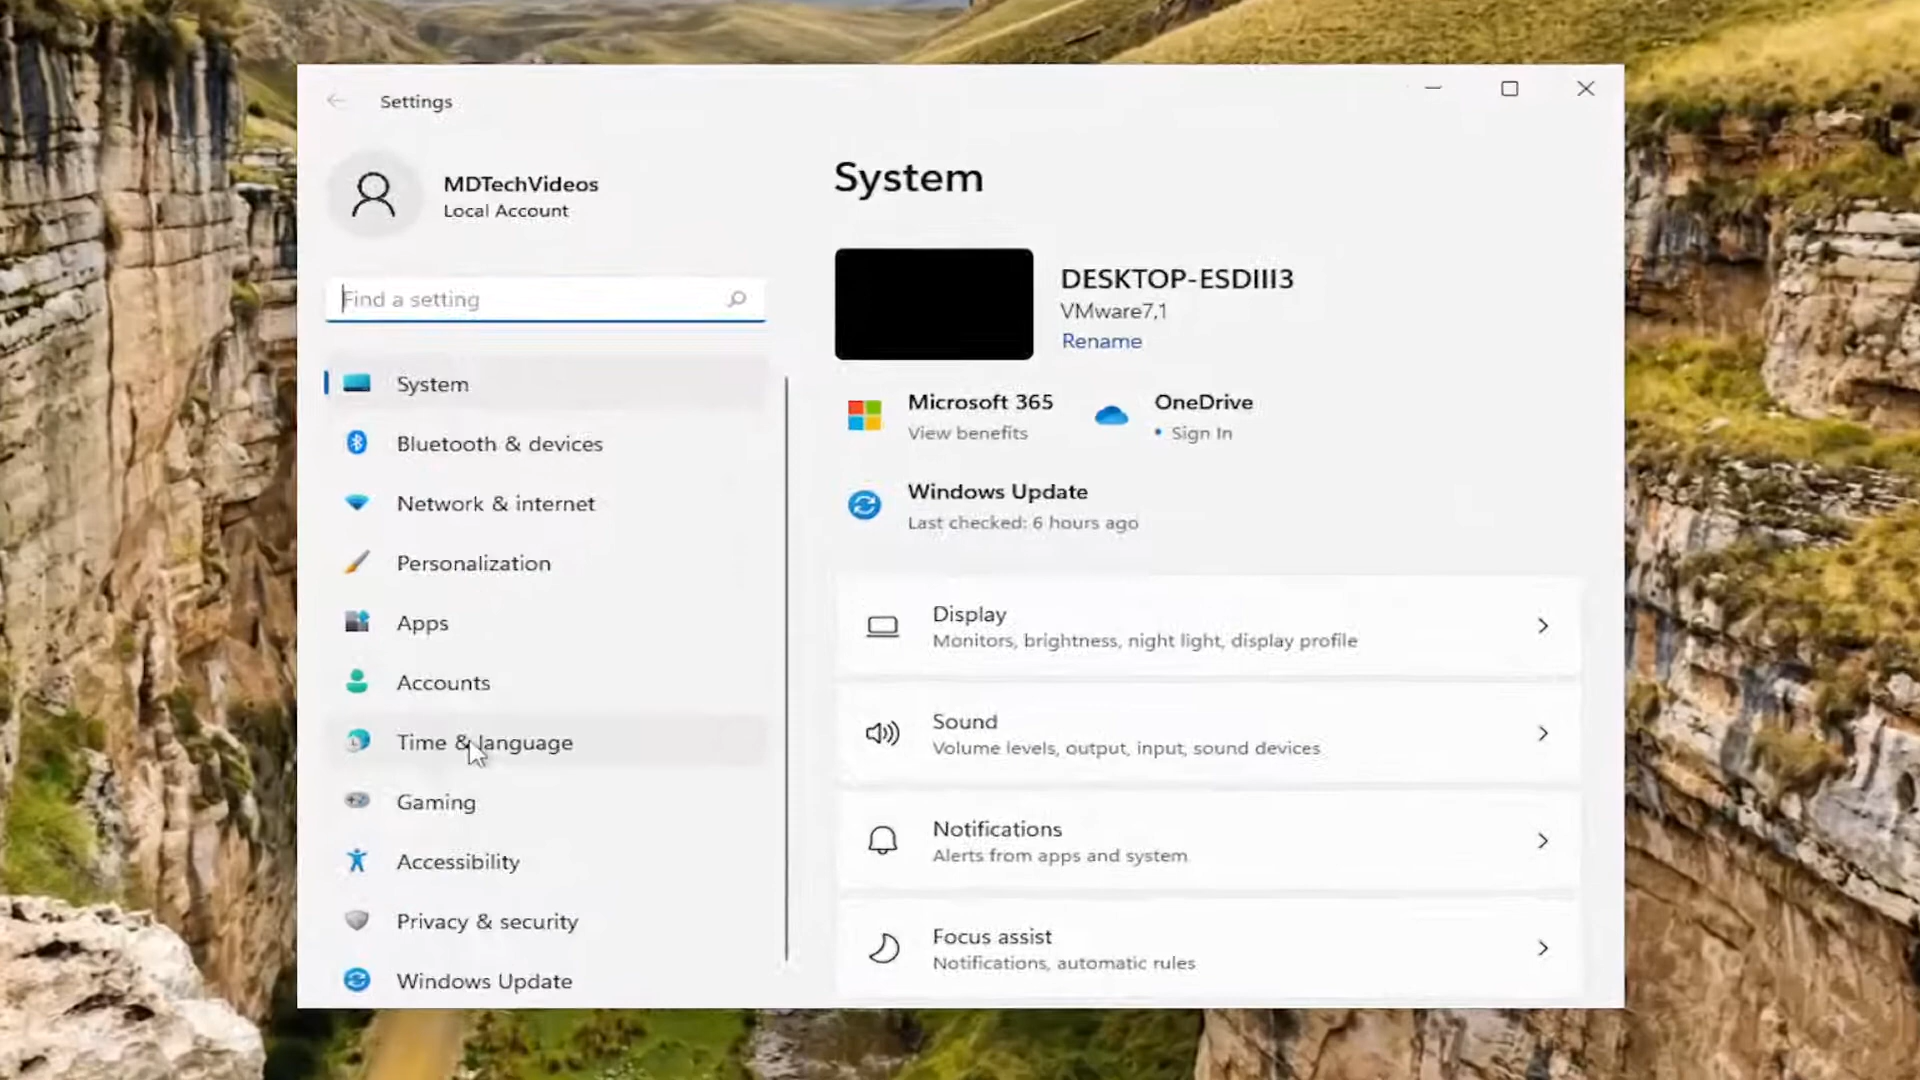 Settings
MDTechVideos
Local Account
Find a setting
System
Bluetooth & devices
Network & internet
Personalization
Apps
Accounts
Time & language
Gaming
Accessibility
Privacy & security
Windows Update
System
DESKTOP-ESDIII3
VMware7,1
Rename
Microsoft 365
View benefits
OneDrive
• Sign In
Windows Update
Last checked: 6 hours ago
Display
Monitors, brightness, night light, display profile
Sound
Volume levels, output, input, sound devices
Notifications
Alerts from apps and system
Focus assist
Notifications, automatic rules